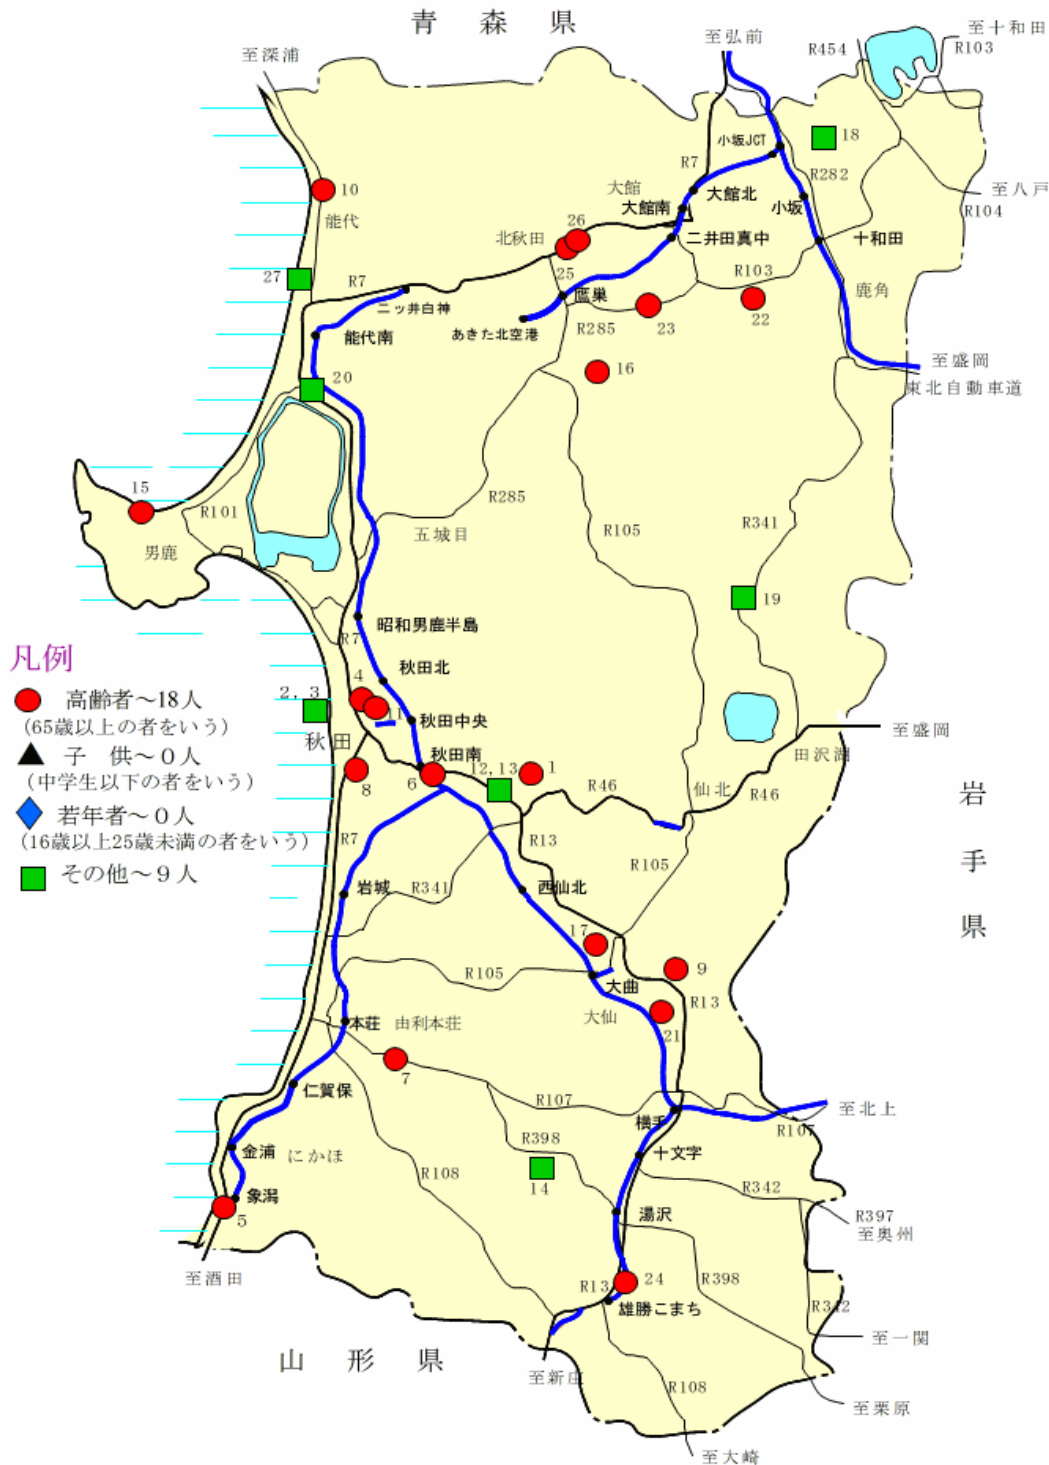 青森県
至十和田
至弘前
R454
R103
至深浦
小坂JCT
18
R7
R282
10
大館
大館北
至八戸
能代
大館南
小坂
R104
26
北秋田
二井田真中
十和田
27
R7
25
R103
鷹巣
鹿角
二ッ井白神
能代南
あきた北空港
R285
23
22
至盛岡
20
16
東北自動車道
15
R285
R101
五城目
R105
R341
男鹿
19
昭和男鹿半島
R7
凡例
秋田北
高齢者～18人
(65歳以上の者をいう)
2, 3
4
11
秋田中央
秋田
至盛岡
子 供～０人
(中学生以下の者をいう)
秋田南
田沢湖
12,13
1
6
8
R46
仙北
R46
若年者～０人
(16歳以上25歳未満の者をいう)
R7
R13
岩手県
R105
その他～９人
岩城
R341
西仙北
17
R105
9
大曲
R13
本荘
由利本荘
大仙
21
7
仁賀保
R107
横手
至北上
R107
金浦
にかほ
R398
十文字
R108
14
R342
象潟
5
湯沢
R397
至奥州
至酒田
R13
24
R398
雄勝こまち
R342
至一関
山形県
至新庄
R108
至栗原
至大崎